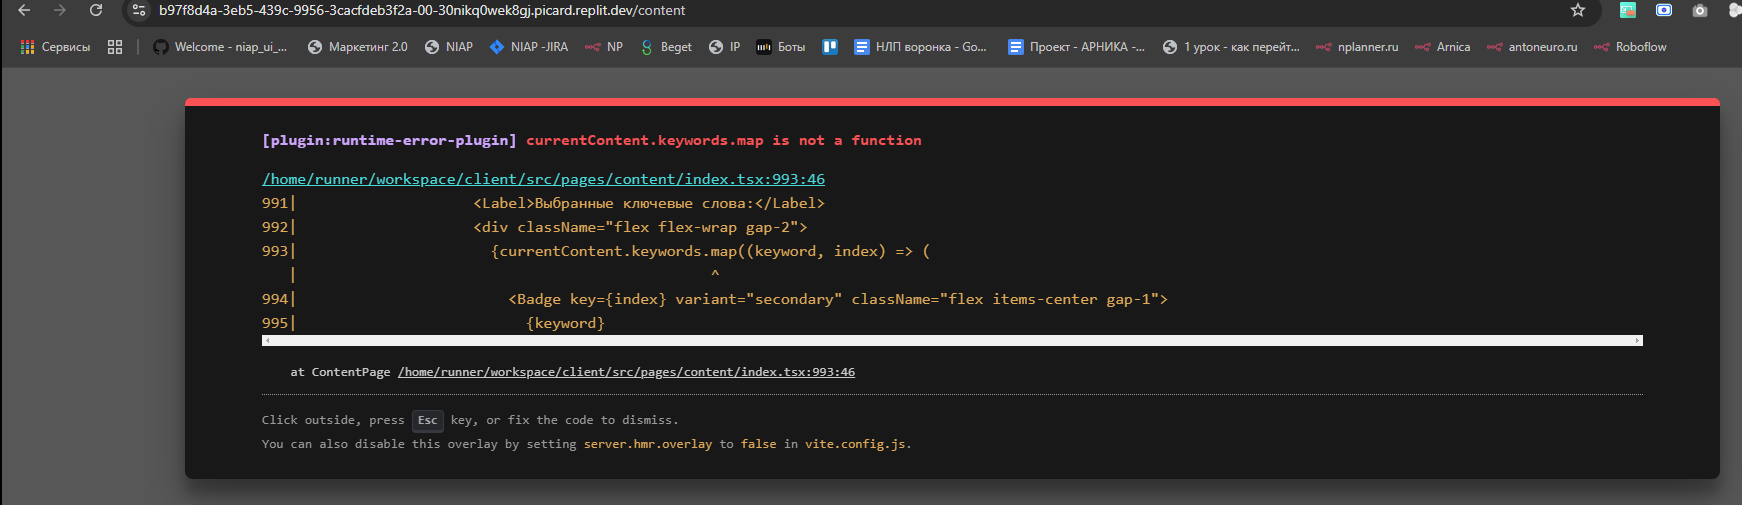 b97f8d4a-3eb5-439c-9956-3cacfdeb3f2a-00-30nikq0wek8gj.picard.replit.dev/content
Сервисы Welcome - niap_ui_... Маркетинг 2.0 NIAP NIAP -JIRA NP Beget IP Боты НЛП воронка - Go... Проект - АРНИКА -... 1 урок - как перейт... nplanner.ru Arnica antoneuro.ru Roboflow
[plugin:runtime-error-plugin] currentContent.keywords.map is not a function
/home/runner/workspace/client/src/pages/content/index.tsx:993:46
991| <Label>Выбранные ключевые слова:</Label>
992| <div className="flex flex-wrap gap-2">
993| {currentContent.keywords.map((keyword, index) => (
| ^
994| <Badge key={index} variant="secondary" className="flex items-center gap-1">
995| {keyword}
at ContentPage /home/runner/workspace/client/src/pages/content/index.tsx:993:46
Click outside, press Esc key, or fix the code to dismiss.
You can also disable this overlay by setting server.hmr.overlay to false in vite.config.js.